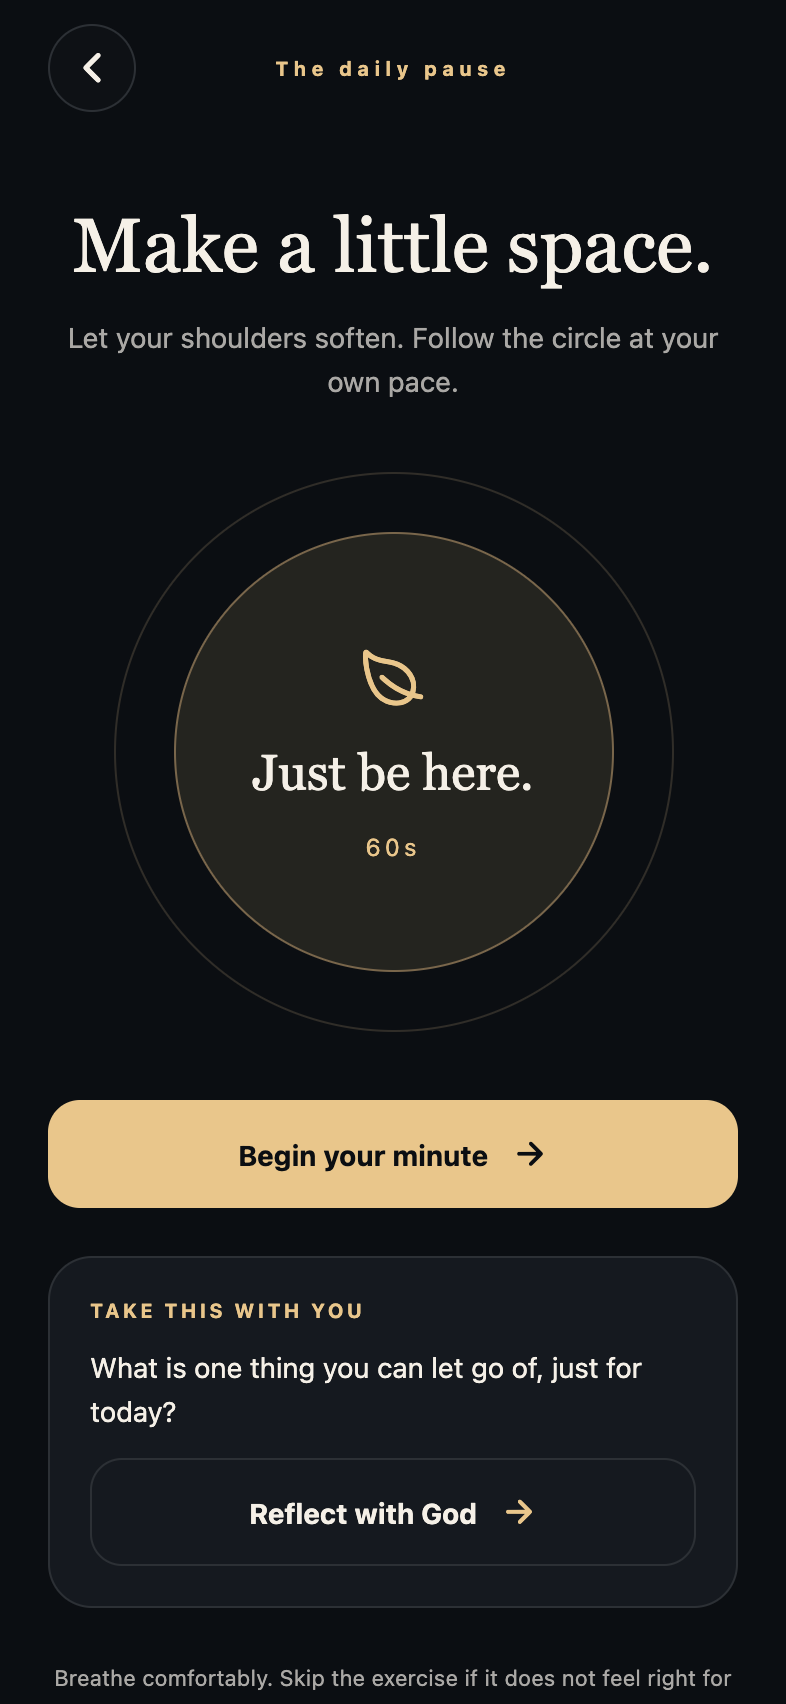 The daily pause
Make a little space.
Let your shoulders soften. Follow the circle at your
own pace.
Just be here.
60s
Begin your minute
TAKE THIS WITH YOU
What is one thing you can let go of, just for
today?
Reflect with God
Breathe comfortably. Skip the exercise if it does not feel right for